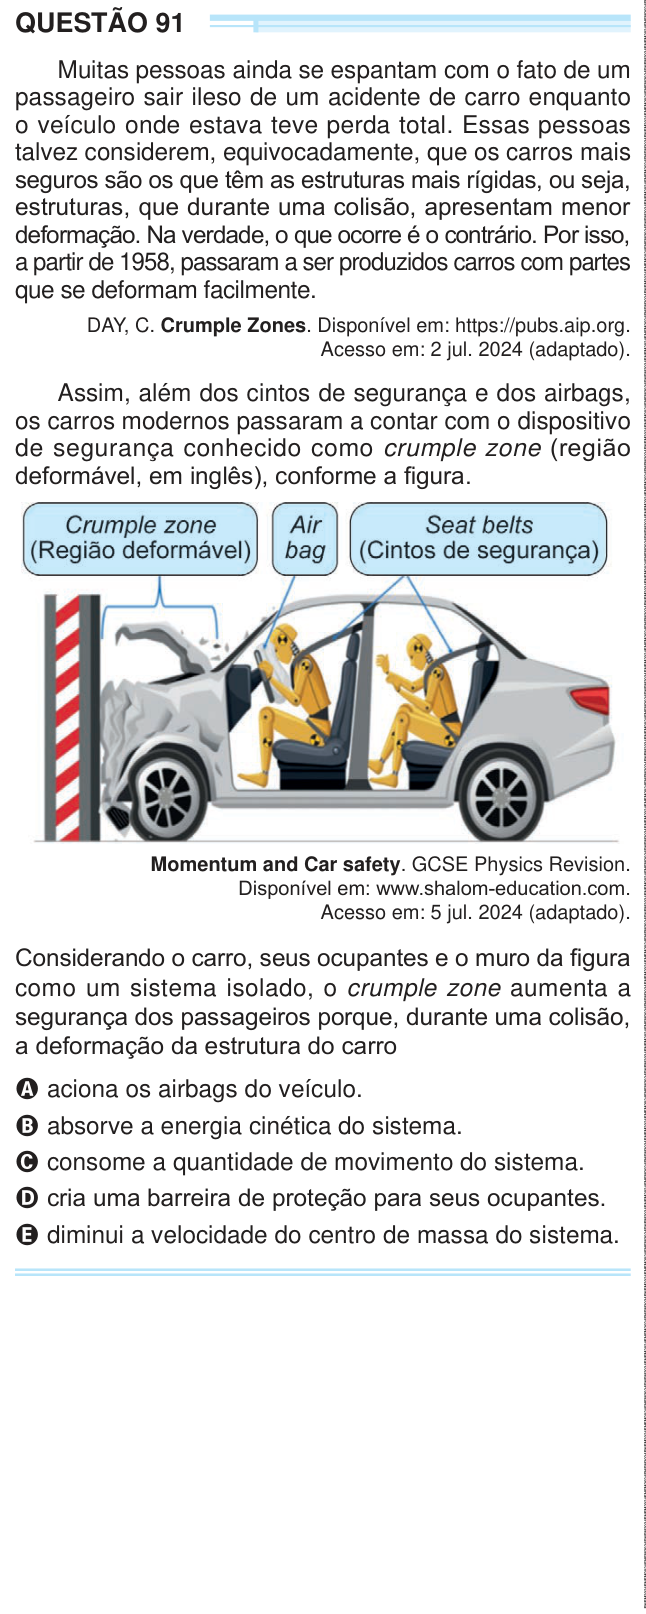 QUESTÃO 91
Muitas pessoas ainda se espantam com o fato de um
passageiro sair ileso de um acidente de carro enquanto
o veículo onde estava teve perda total. Essas pessoas
talvez considerem, equivocadamente, que os carros mais
seguros são os que têm as estruturas mais rígidas, ou seja,
estruturas, que durante uma colisão, apresentam menor
deformação. Na verdade, o que ocorre é o contrário. Por isso,
a partir de 1958, passaram a ser produzidos carros com partes
que se deformam facilmente.
DAY, C. Crumple Zones. Disponível em: https://pubs.aip.org.
Acesso em: 2 jul. 2024 (adaptado).
Assim, além dos cintos de segurança e dos airbags,
os carros modernos passaram a contar com o dispositivo
de segurança conhecido como crumple zone (região
deformável, em inglês), conforme a figura.
Crumple zone
(Região deformável)
Air
bag
Seat belts
(Cintos de segurança)
Momentum and Car safety. GCSE Physics Revision.
Disponível em: www.shalom-education.com.
Acesso em: 5 jul. 2024 (adaptado).
Considerando o carro, seus ocupantes e o muro da figura
como um sistema isolado, o crumple zone aumenta a
segurança dos passageiros porque, durante uma colisão,
a deformação da estrutura do carro
A aciona os airbags do veículo.
B absorve a energia cinética do sistema.
C consome a quantidade de movimento do sistema.
D cria uma barreira de proteção para seus ocupantes.
E diminui a velocidade do centro de massa do sistema.